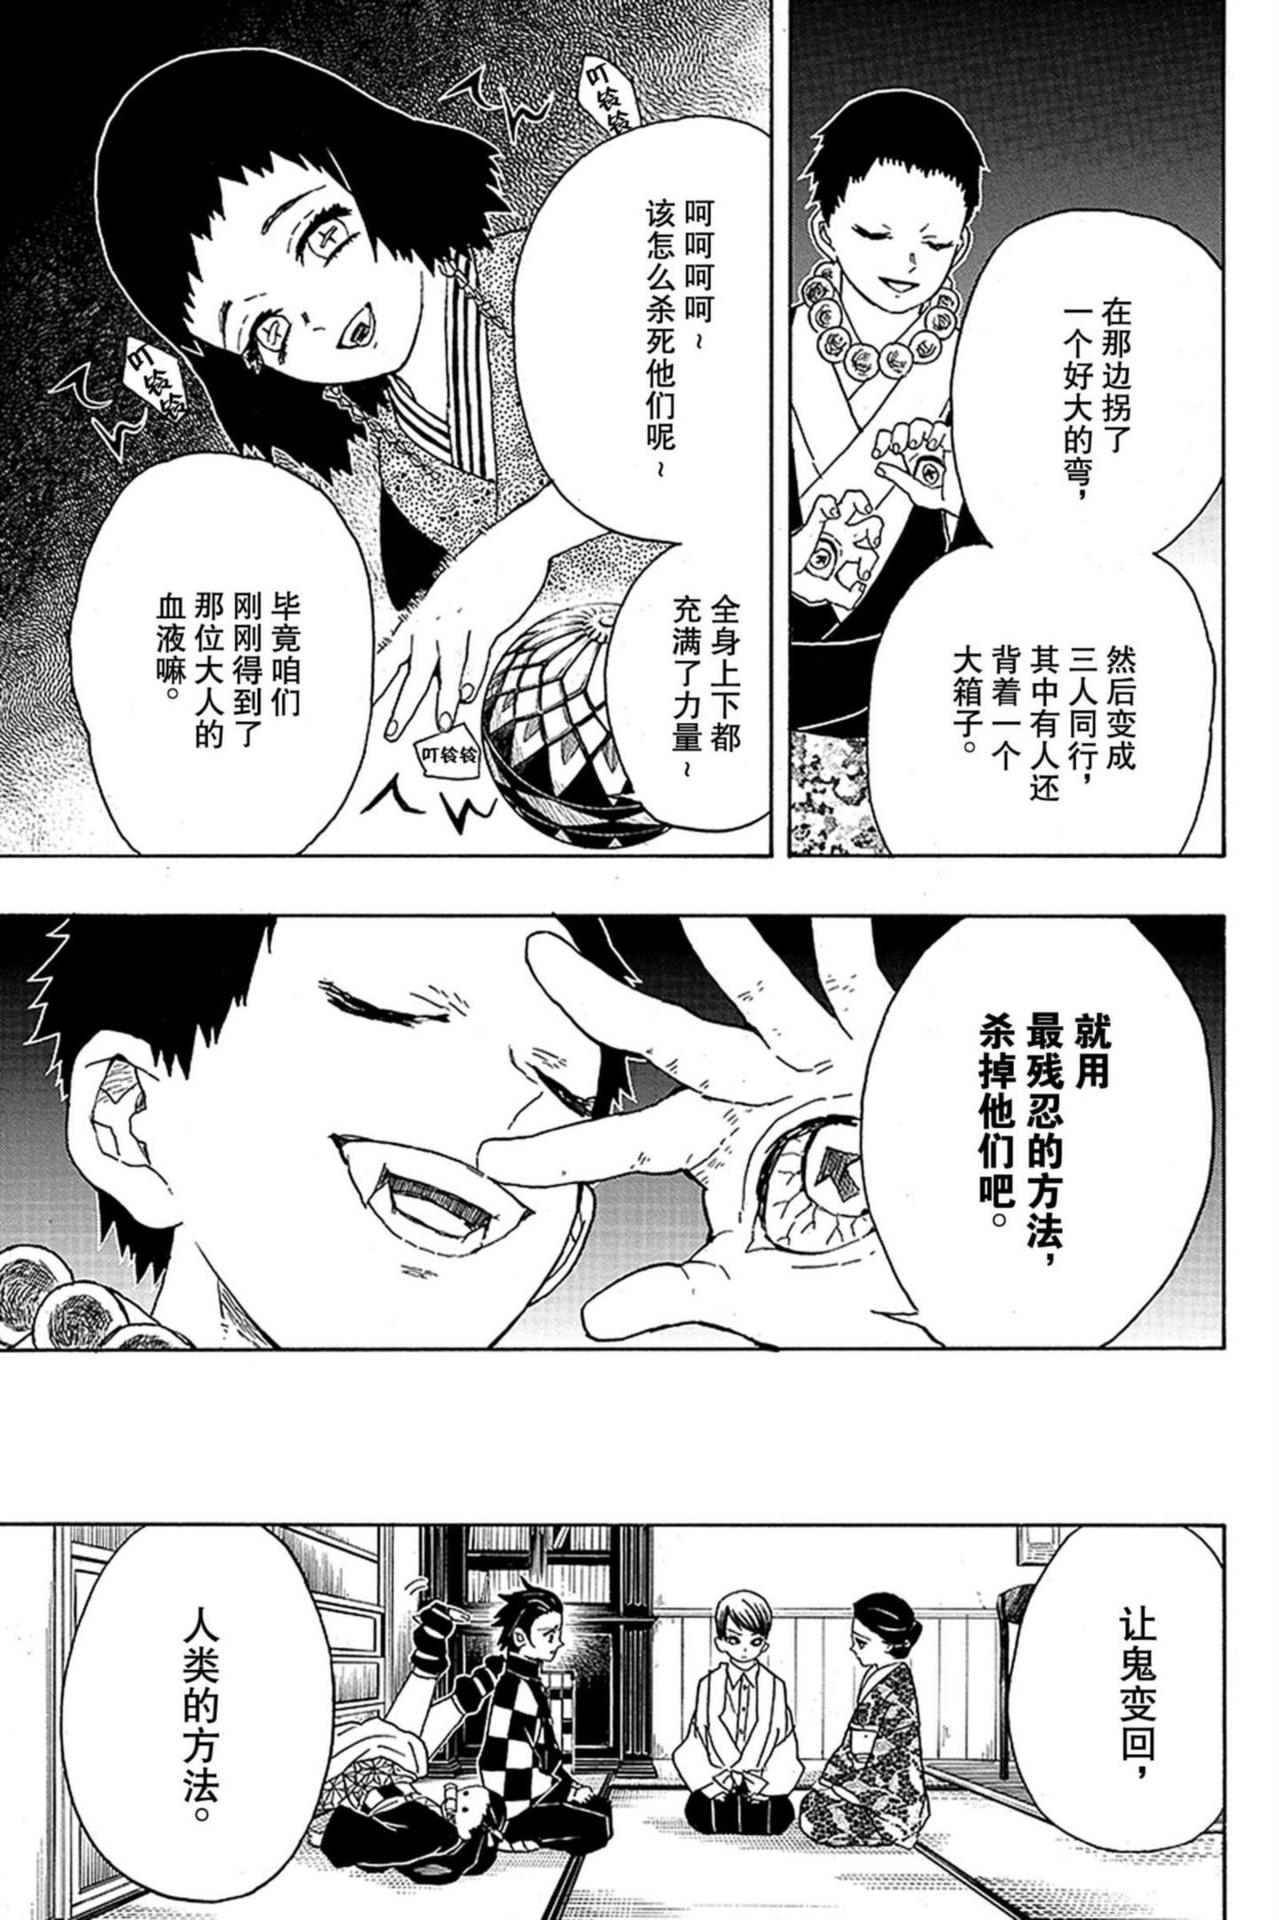 在那边拐了
一个好大的弯，
然后变成
三人同行，
其中有人还
背着一个
大箱子。
叮铃铃
呵呵呵呵~
该怎么杀死他们呢~
全身上下都
充满了力量~
叮铃铃
叮铃铃
毕竟咱们
刚刚得到了
那位大人的
血液嘛。
就用
最残忍的方法，
杀掉他们吧。
让鬼变回，
人类的方法。